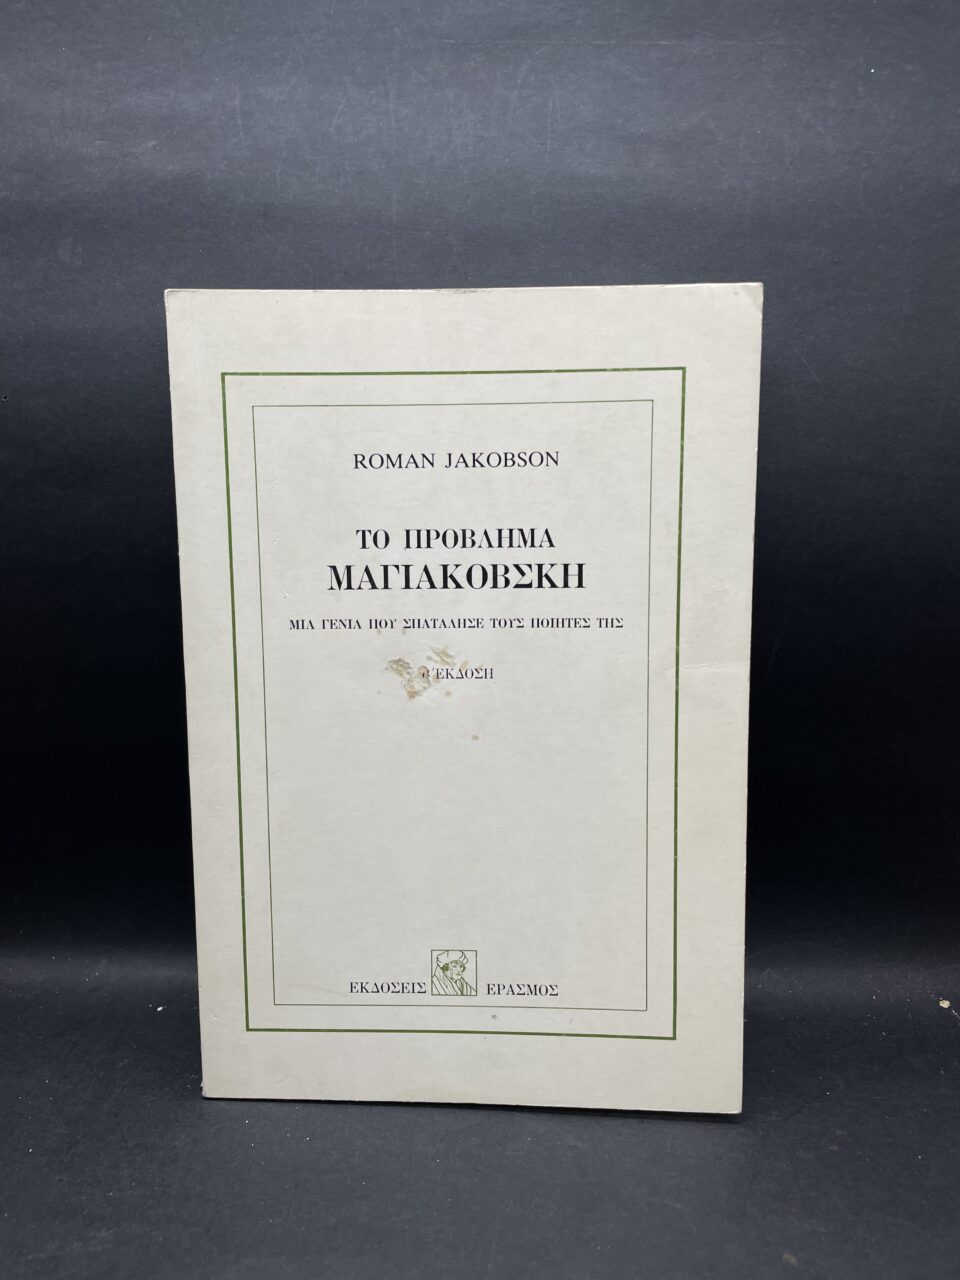 ROMAN JAKOBSON
ΤΟ ΠΡΟΒΛΗΜΑ
ΜΑΓΙΑΚΟΒΣΚΗ
ΜΙΑ ΓΕΝΙΑ ΠΟΥ ΣΠΑΤΑΛΗΣΕ ΤΟΥΣ ΠΟΙΗΤΕΣ ΤΗΣ
ΕΚΔΟΣΗ
ΕΚΔΟΣΕΙΣ ΕΡΑΣΜΟΣ